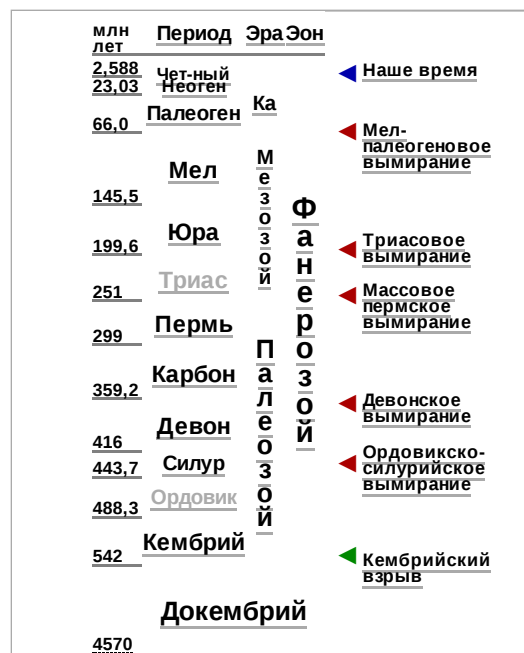 млн лет Период Эра Эон
2,588 Чет-ный Наше время
23,03 Неоген
Ка
66,0 Палеоген Мел-
палеогеновое
вымирание
Мезозой
Мел
145,5
Фанерозой
199,6 Юра Триасовое
вымирание
251 Триас Массовое
пермское
вымирание
299 Пермь
Палеозой
359,2 Карбон Девонское
вымирание
416 Девон
443,7 Силур Ордовикско-
силурийское
вымирание
488,3 Ордовик
542 Кембрий Кембрийский
взрыв
Докембрий
4570